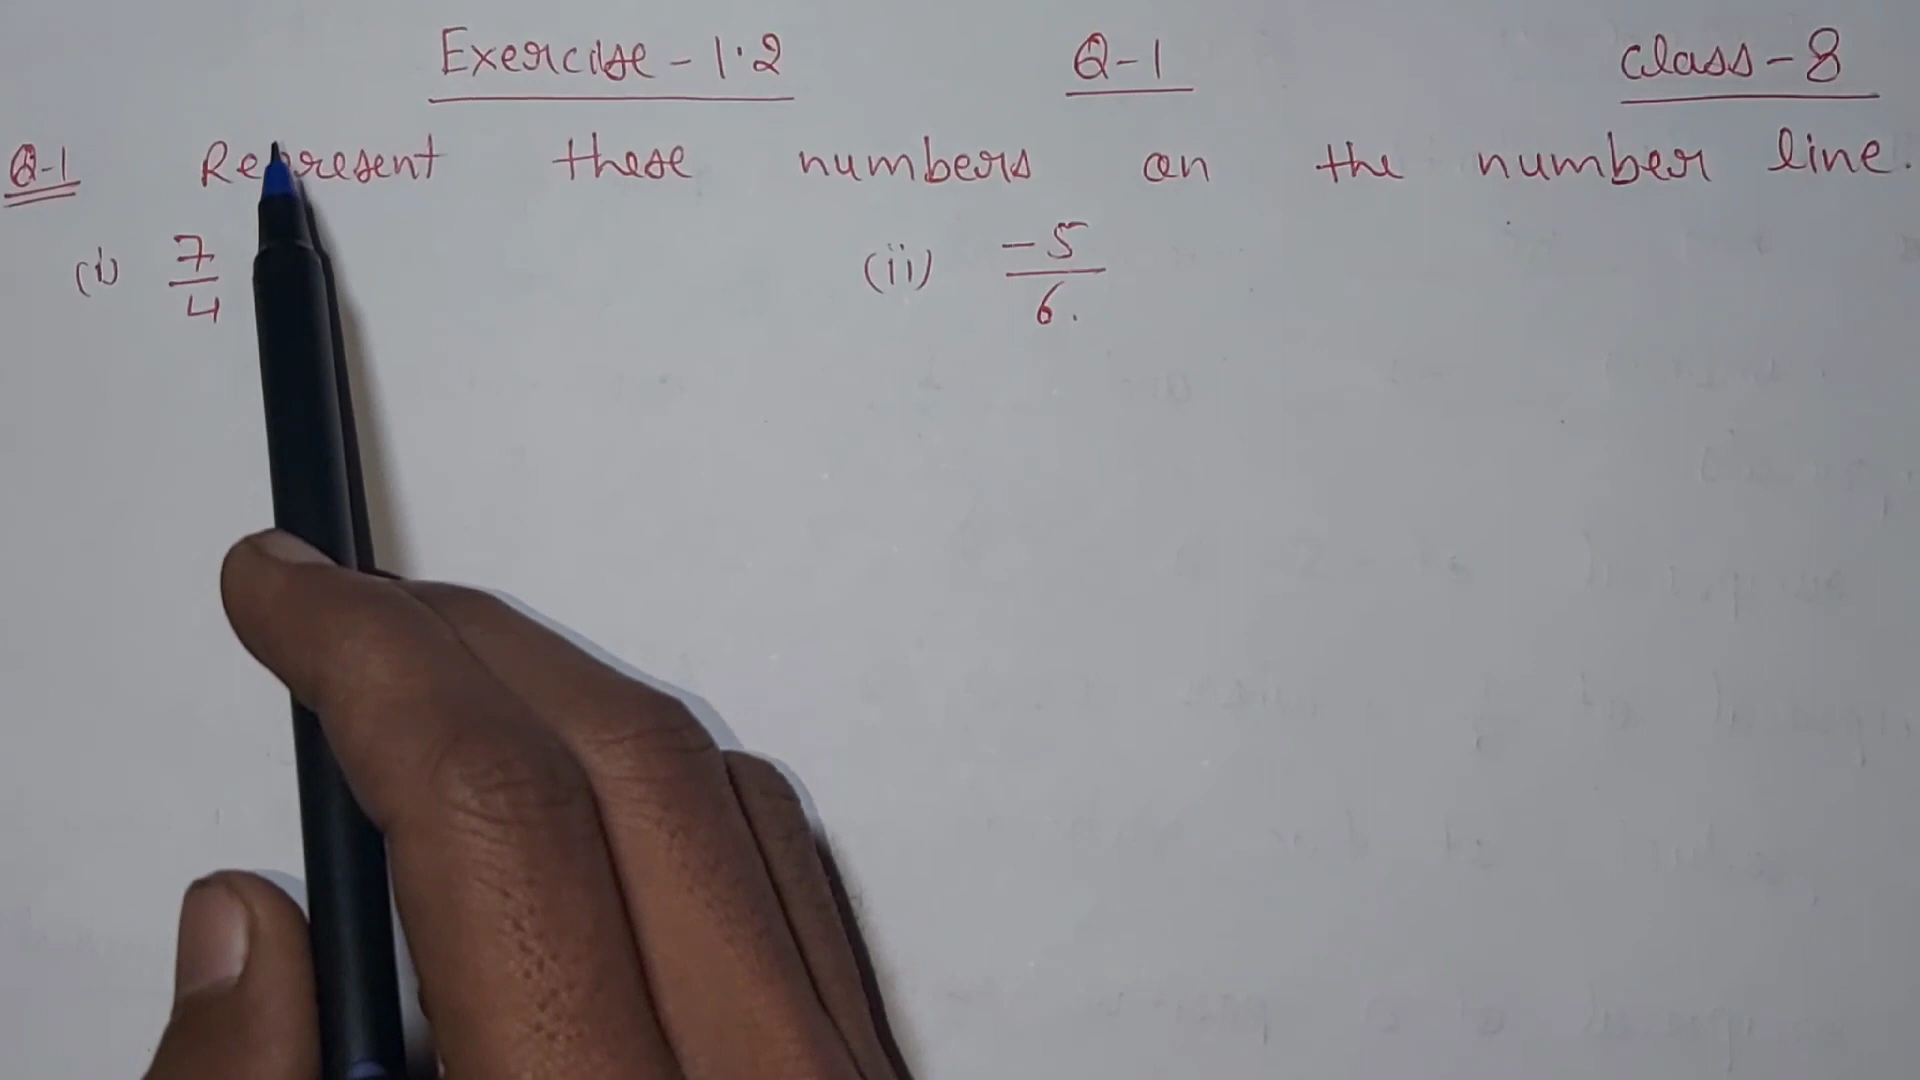 Exercise - 1.2 Q-1 class - 8
Q-1 Represent these numbers on the number line.
(i) 7/4 (ii) -5/6.